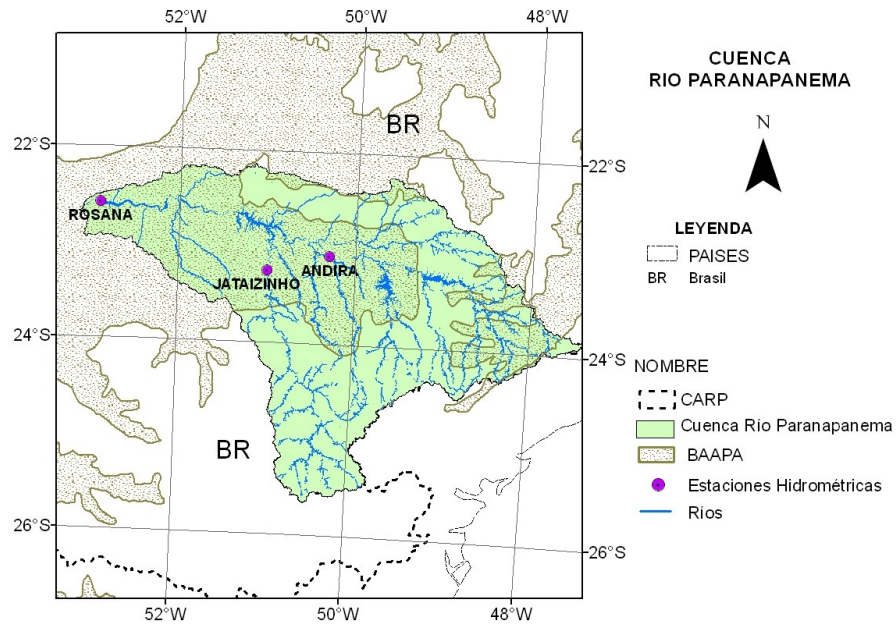 52°W 50°W 48°W
CUENCA
RIO PARANAPANEMA
N
BR
22°S 22°S
ROSANA
LEYENDA
PAISES
BR Brasil
ANDIRA
JATAIZINHO
24°S 24°S
NOMBRE
CARP
Cuenca Río Paranapanema
BR
BAAPA
Estaciones Hidrométricas
Ríos
26°S 26°S
52°W 50°W 48°W